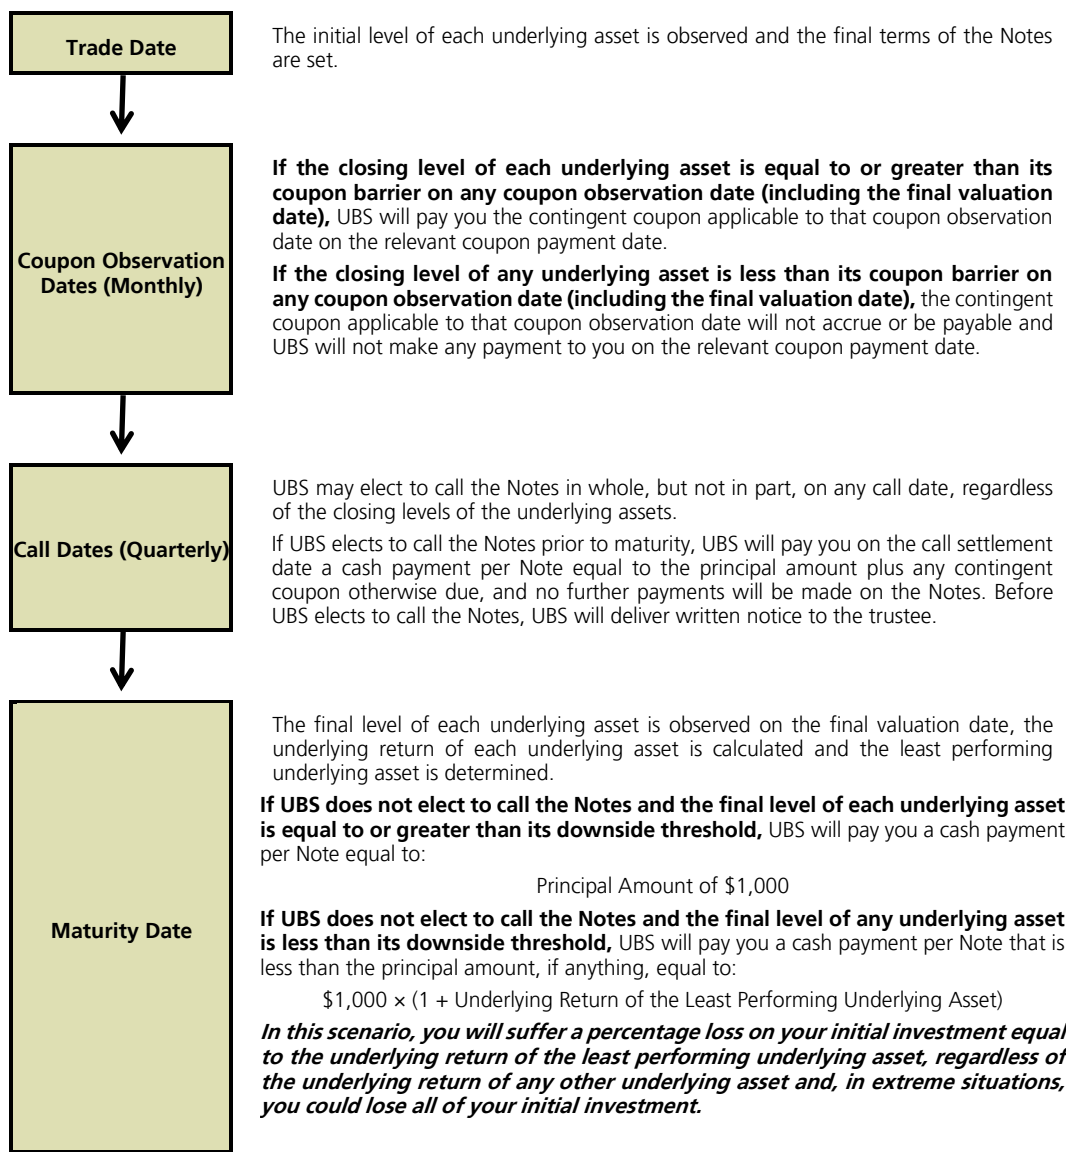 Trade Date
The initial level of each underlying asset is observed and the final terms of the Notes
are set.
Coupon Observation
Dates (Monthly)
If the closing level of each underlying asset is equal to or greater than its
coupon barrier on any coupon observation date (including the final valuation
date), UBS will pay you the contingent coupon applicable to that coupon observation
date on the relevant coupon payment date.
If the closing level of any underlying asset is less than its coupon barrier on
any coupon observation date (including the final valuation date), the contingent
coupon applicable to that coupon observation date will not accrue or be payable and
UBS will not make any payment to you on the relevant coupon payment date.
Call Dates (Quarterly)
UBS may elect to call the Notes in whole, but not in part, on any call date, regardless
of the closing levels of the underlying assets.
If UBS elects to call the Notes prior to maturity, UBS will pay you on the call settlement
date a cash payment per Note equal to the principal amount plus any contingent
coupon otherwise due, and no further payments will be made on the Notes. Before
UBS elects to call the Notes, UBS will deliver written notice to the trustee.
Maturity Date
The final level of each underlying asset is observed on the final valuation date, the
underlying return of each underlying asset is calculated and the least performing
underlying asset is determined.
If UBS does not elect to call the Notes and the final level of each underlying asset
is equal to or greater than its downside threshold, UBS will pay you a cash payment
per Note equal to:
Principal Amount of $1,000
If UBS does not elect to call the Notes and the final level of any underlying asset
is less than its downside threshold, UBS will pay you a cash payment per Note that is
less than the principal amount, if anything, equal to:
$1,000 × (1 + Underlying Return of the Least Performing Underlying Asset)
In this scenario, you will suffer a percentage loss on your initial investment equal
to the underlying return of the least performing underlying asset, regardless of
the underlying return of any other underlying asset and, in extreme situations,
you could lose all of your initial investment.